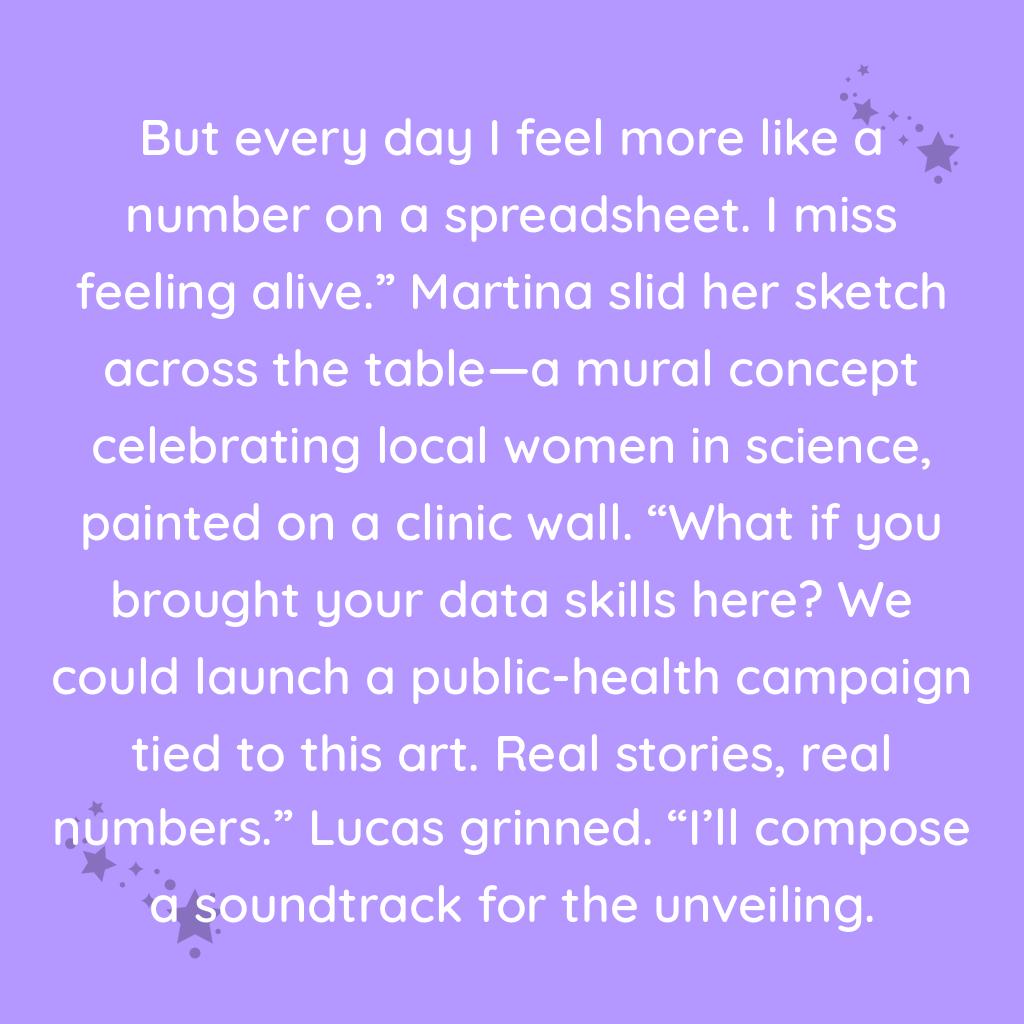 But every day I feel more like a
number on a spreadsheet. I miss
feeling alive.” Martina slid her sketch
across the table—a mural concept
celebrating local women in science,
painted on a clinic wall. “What if you
brought your data skills here? We
could launch a public-health campaign
tied to this art. Real stories, real
numbers.” Lucas grinned. “I’ll compose
a soundtrack for the unveiling.